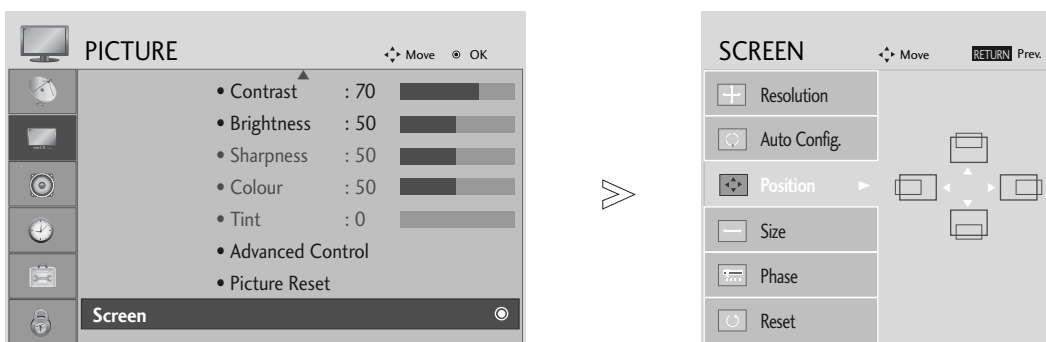 PICTURE
Move
OK
• Contrast : 70
• Brightness : 50
• Sharpness : 50
• Colour : 50
• Tint : 0
• Advanced Control
• Picture Reset
Screen
SCREEN
Move
RETURN Prev.
Resolution
Auto Config.
Position
Size
Phase
Reset